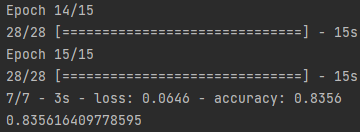 Epoch 14/15
28/28 [==============================] - 15s
Epoch 15/15
28/28 [==============================] - 15s
7/7 - 3s - loss: 0.0646 - accuracy: 0.8356
0.835616409778595